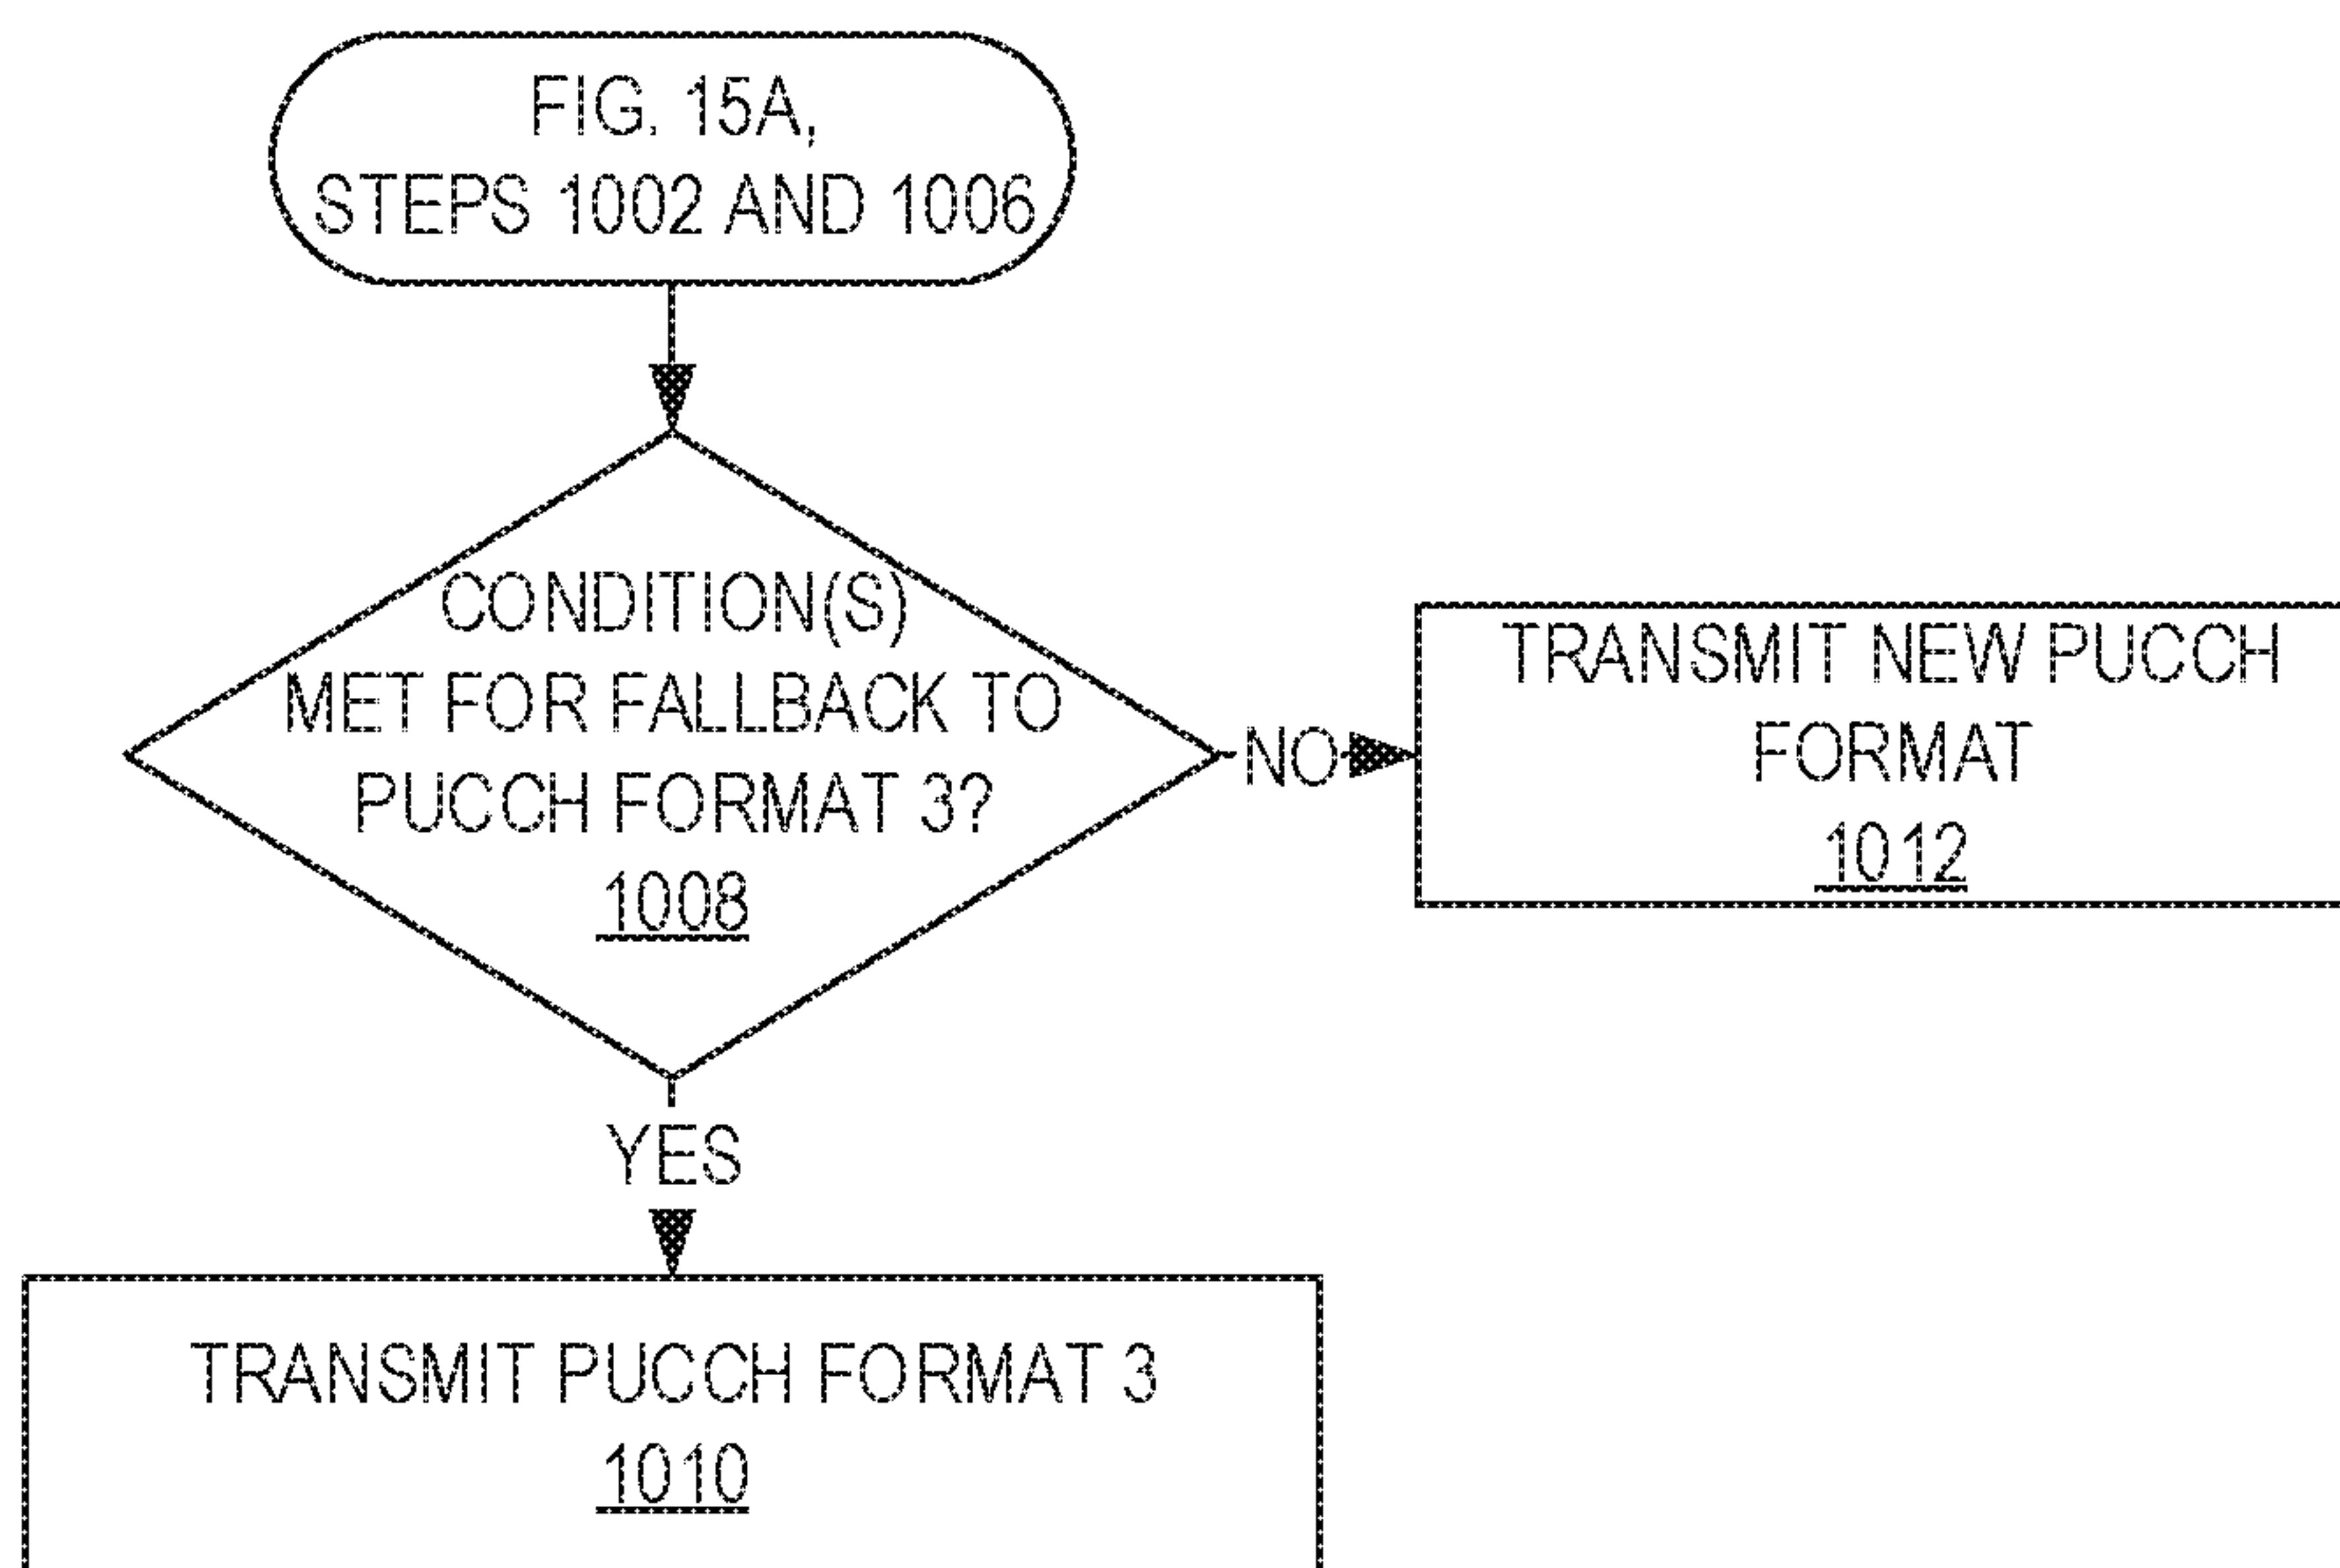 FIG. 15A,
STEPS 1002 AND 1006
CONDITION(S)
MET FOR FALLBACK TO
PUCCH FORMAT 3?
1008
NO
TRANSMIT NEW PUCCH
FORMAT
1012
YES
TRANSMIT PUCCH FORMAT 3
1010